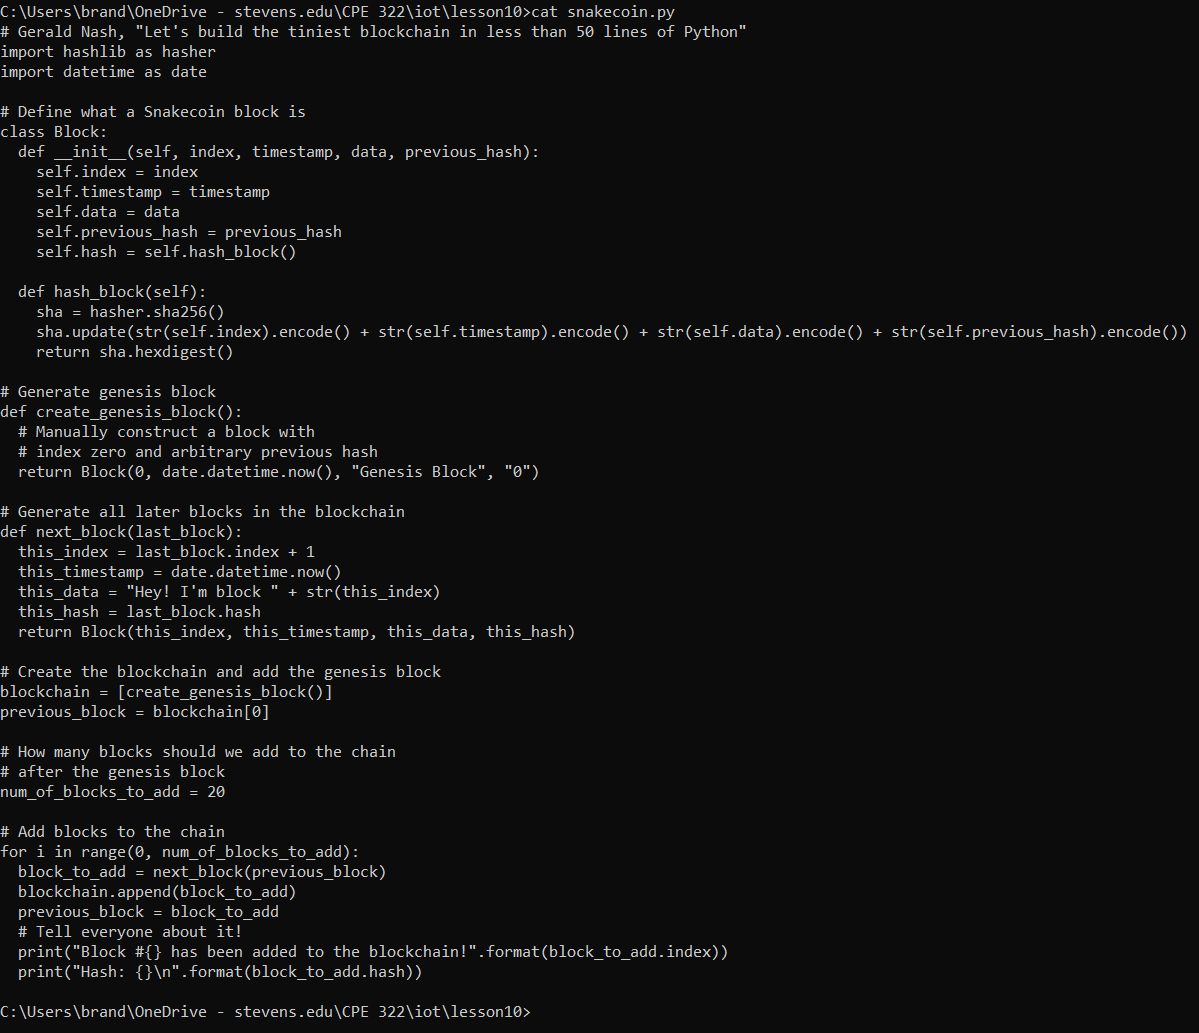 C:\Users\brand\OneDrive - stevens.edu\CPE 322\iot\lesson10>cat snakecoin.py
# Gerald Nash, "Let's build the tiniest blockchain in less than 50 lines of Python"
import hashlib as hasher
import datetime as date

# Define what a Snakecoin block is
class Block:
  def __init__(self, index, timestamp, data, previous_hash):
    self.index = index
    self.timestamp = timestamp
    self.data = data
    self.previous_hash = previous_hash
    self.hash = self.hash_block()

  def hash_block(self):
    sha = hasher.sha256()
    sha.update(str(self.index).encode() + str(self.timestamp).encode() + str(self.data).encode() + str(self.previous_hash).encode())
    return sha.hexdigest()

# Generate genesis block
def create_genesis_block():
  # Manually construct a block with
  # index zero and arbitrary previous hash
  return Block(0, date.datetime.now(), "Genesis Block", "0")

# Generate all later blocks in the blockchain
def next_block(last_block):
  this_index = last_block.index + 1
  this_timestamp = date.datetime.now()
  this_data = "Hey! I'm block " + str(this_index)
  this_hash = last_block.hash
  return Block(this_index, this_timestamp, this_data, this_hash)

# Create the blockchain and add the genesis block
blockchain = [create_genesis_block()]
previous_block = blockchain[0]

# How many blocks should we add to the chain
# after the genesis block
num_of_blocks_to_add = 20

# Add blocks to the chain
for i in range(0, num_of_blocks_to_add):
  block_to_add = next_block(previous_block)
  blockchain.append(block_to_add)
  previous_block = block_to_add
  # Tell everyone about it!
  print("Block #{} has been added to the blockchain!".format(block_to_add.index))
  print("Hash: {}\n".format(block_to_add.hash))

C:\Users\brand\OneDrive - stevens.edu\CPE 322\iot\lesson10>